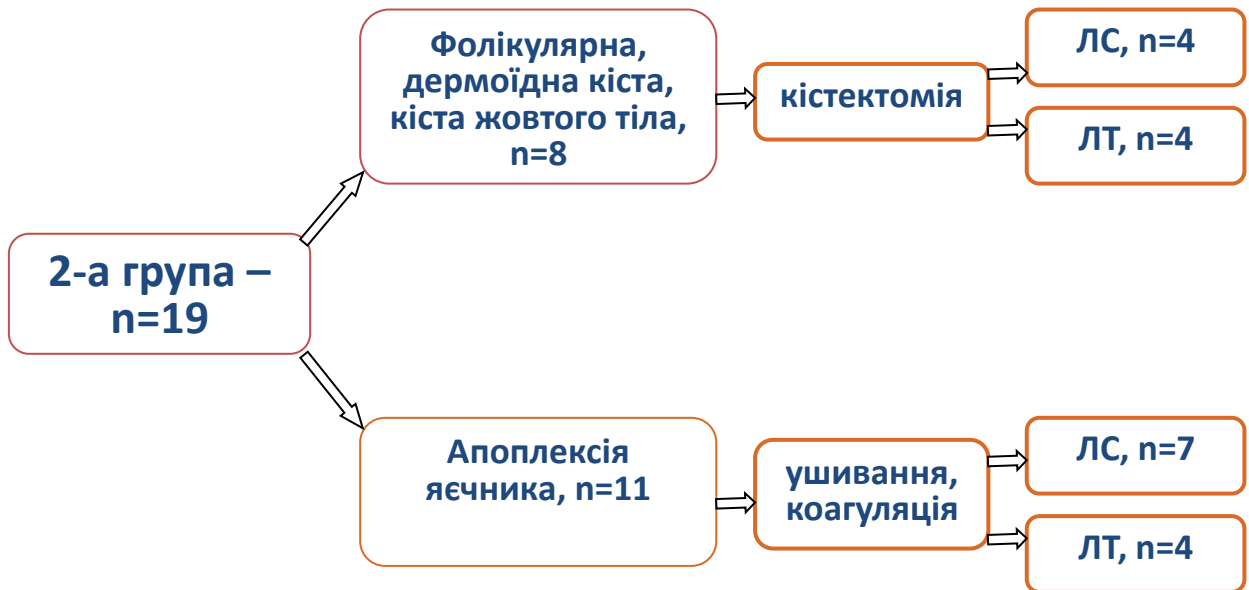 Фолікулярна,
дермоїдна кіста,
кіста жовтого тіла,
n=8
кістектомія
ЛС, n=4
ЛТ, n=4
2-а група –
n=19
Апоплексія
яєчника, n=11
ушивання,
коагуляція
ЛС, n=7
ЛТ, n=4